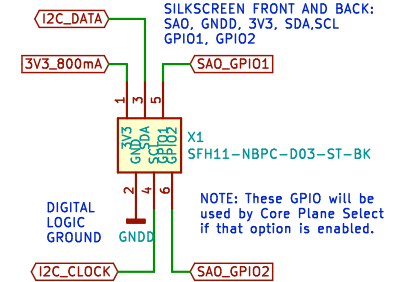 I2C_DATA
SILKSCREEN FRONT AND BACK:
SAO, GNDD, 3V3, SDA,SCL
GPIO1, GPIO2
3V3_800mA
SAO_GPIO1
1
3
5
3V3
SDA
GPIO1
GND
SCL
GPIO2
X1
SFH11-NBPC-D03-ST-BK
2
4
6
DIGITAL
LOGIC
GROUND
GNDD
NOTE: These GPIO will be
used by Core Plane Select
if that option is enabled.
I2C_CLOCK
SAO_GPIO2